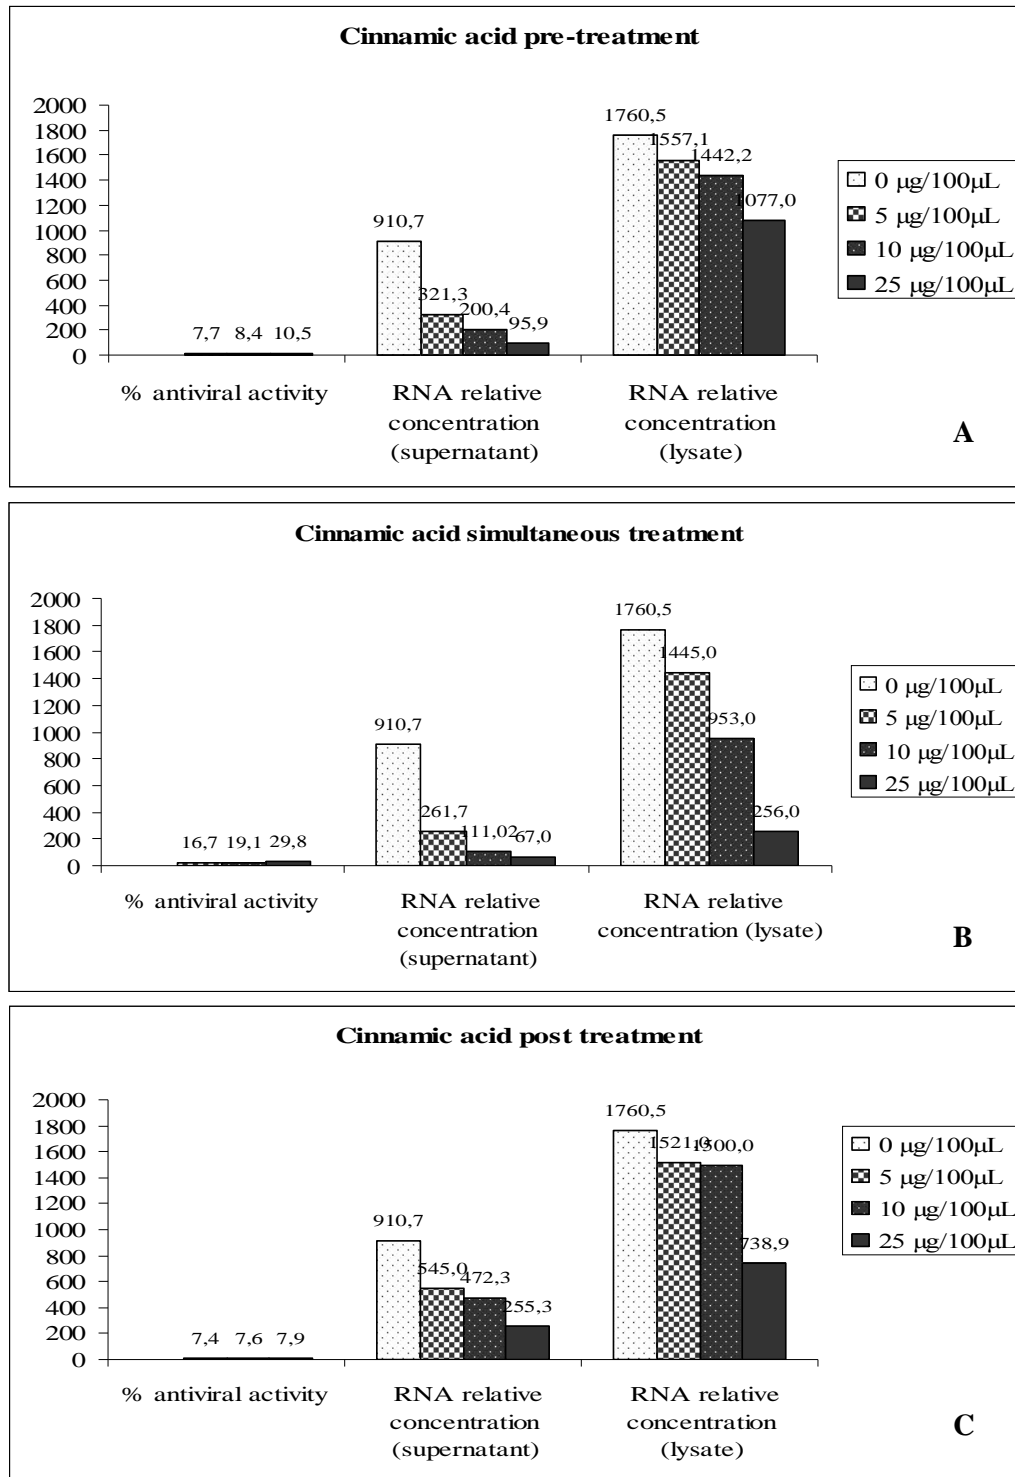 Cinnamic acid pre-treatment
2000
1800
1600
1400
1200
1000
800
600
400
200
0
7,7 8,4 10,5
910,7
321,3
200,4
95,9
1760,5
1557,1
1442,2
1077,0
% antiviral activity
RNA relative
concentration
(supernatant)
RNA relative
concentration
(lysate)
0 µg/100µL
5 µg/100µL
10 µg/100µL
25 µg/100µL
A
Cinnamic acid simultaneous treatment
2000
1800
1600
1400
1200
1000
800
600
400
200
0
16,7 19,1 29,8
910,7
261,7
111,02
67,0
1760,5
1445,0
953,0
256,0
% antiviral activity
RNA relative
concentration
(supernatant)
RNA relative
concentration (lysate)
0 µg/100µL
5 µg/100µL
10 µg/100µL
25 µg/100µL
B
Cinnamic acid post treatment
2000
1800
1600
1400
1200
1000
800
600
400
200
0
7,4 7,6 7,9
910,7
545,0
472,3
255,3
1760,5
1521,0
1500,0
738,9
% antiviral activity
RNA relative
concentration
(supernatant)
RNA relative
concentration
(lysate)
0 µg/100µL
5 µg/100µL
10 µg/100µL
25 µg/100µL
C